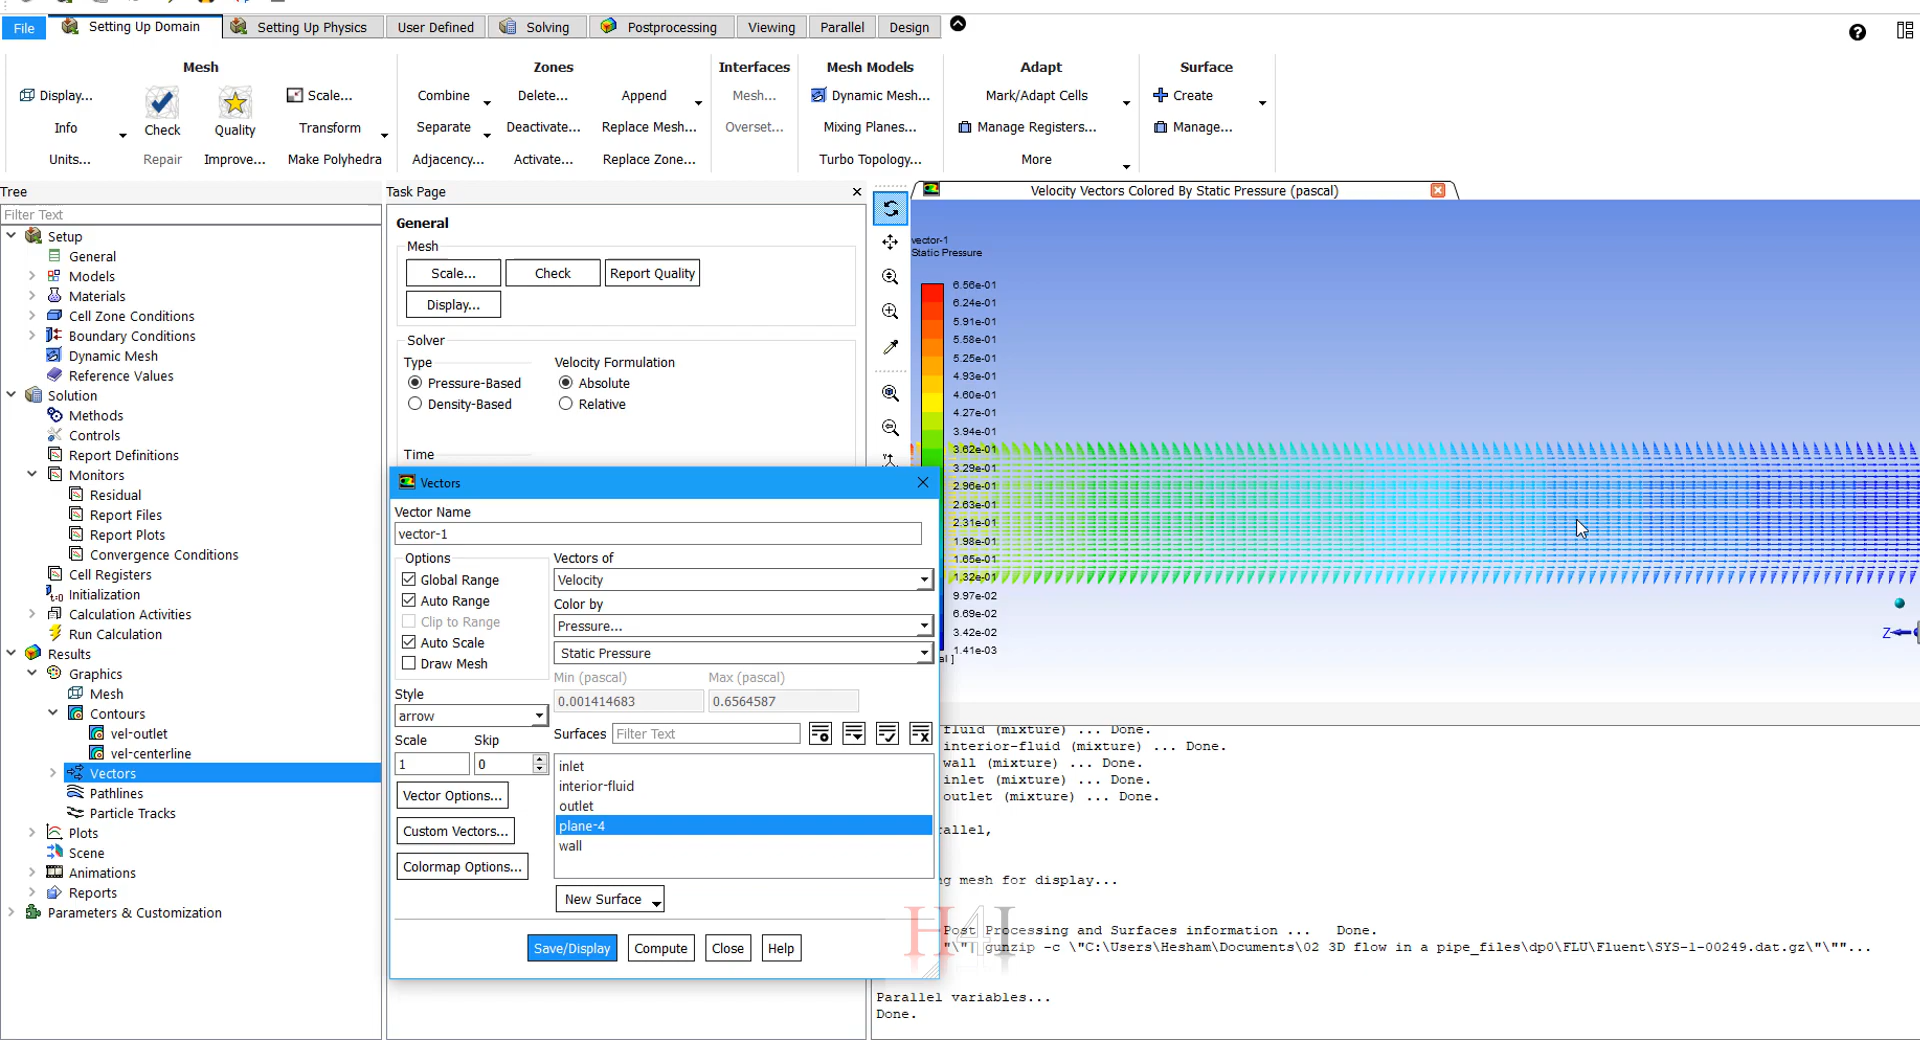 File
Setting Up Domain
Setting Up Physics
User Defined
Solving
Postprocessing
Viewing
Parallel
Design
Mesh
Zones
Interfaces
Mesh Models
Adapt
Surface
Display...
Scale...
Combine
Delete...
Append
Mesh...
Dynamic Mesh...
Mark/Adapt Cells
Create
Info
Check
Quality
Transform
Separate
Deactivate...
Replace Mesh...
Overset...
Mixing Planes...
Manage Registers...
Manage...
Units...
Repair
Improve...
Make Polyhedra
Adjacency...
Activate...
Replace Zone...
Turbo Topology...
More
Tree
Filter Text
Setup
General
Models
Materials
Cell Zone Conditions
Boundary Conditions
Dynamic Mesh
Reference Values
Solution
Methods
Controls
Report Definitions
Monitors
Residual
Report Files
Report Plots
Convergence Conditions
Cell Registers
Initialization
Calculation Activities
Run Calculation
Results
Graphics
Mesh
Contours
vel-outlet
vel-centerline
Vectors
Pathlines
Particle Tracks
Plots
Scene
Animations
Reports
Parameters & Customization
Task Page
General
Mesh
Scale...
Check
Report Quality
Display...
Solver
Type
Velocity Formulation
Pressure-Based
Absolute
Density-Based
Relative
Time
Vectors
Vector Name
vector-1
Options
Global Range
Auto Range
Clip to Range
Auto Scale
Draw Mesh
Style
arrow
Scale
Skip
1
0
Vector Options...
Custom Vectors...
Colormap Options...
Vectors of
Velocity
Color by
Pressure...
Static Pressure
Min (pascal)
Max (pascal)
0.001414683
0.6564587
Surfaces
Filter Text
inlet
interior-fluid
outlet
plane-4
wall
New Surface
Save/Display
Compute
Close
Help
Velocity Vectors Colored By Static Pressure (pascal)
vector-1
Static Pressure
6.56e-01
6.24e-01
5.91e-01
5.58e-01
5.25e-01
4.93e-01
4.60e-01
4.27e-01
3.94e-01
3.62e-01
3.29e-01
2.96e-01
2.63e-01
2.31e-01
1.98e-01
1.65e-01
1.32e-01
9.97e-02
6.69e-02
3.42e-02
1.41e-03
al ]
Z
fluid (mixture) ... Done.
interior-fluid (mixture) ... Done.
wall (mixture) ... Done.
inlet (mixture) ... Done.
outlet (mixture) ... Done.
allel,
ng mesh for display...
Post Processing and Surfaces information ... Done.
gunzip -c \"C:\Users\Hesham\Documents\02 3D flow in a pipe_files\dp0\FLU\Fluent\SYS-1-00249.dat.gz\"\""...
H4I
Parallel variables...
Done.